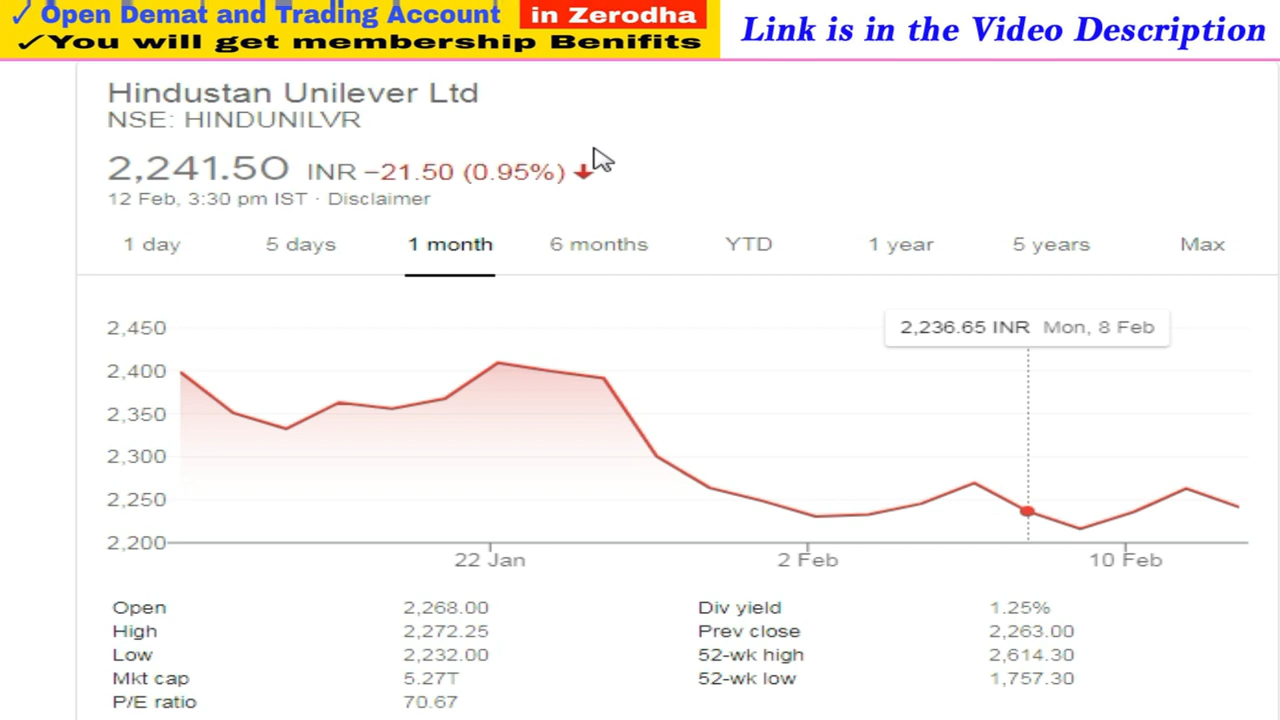 ✓ Open Demat and Trading Account in Zerodha
✓You will get membership Benifits
Link is in the Video Description
Hindustan Unilever Ltd
NSE: HINDUNILVR
2,241.50 INR −21.50 (0.95%) ↓
12 Feb, 3:30 pm IST · Disclaimer
1 day 5 days 1 month 6 months YTD 1 year 5 years Max
2,236.65 INR Mon, 8 Feb
2,450
2,400
2,350
2,300
2,250
2,200
22 Jan 2 Feb 10 Feb
Open 2,268.00 Div yield 1.25%
High 2,272.25 Prev close 2,263.00
Low 2,232.00 52-wk high 2,614.30
Mkt cap 5.27T 52-wk low 1,757.30
P/E ratio 70.67